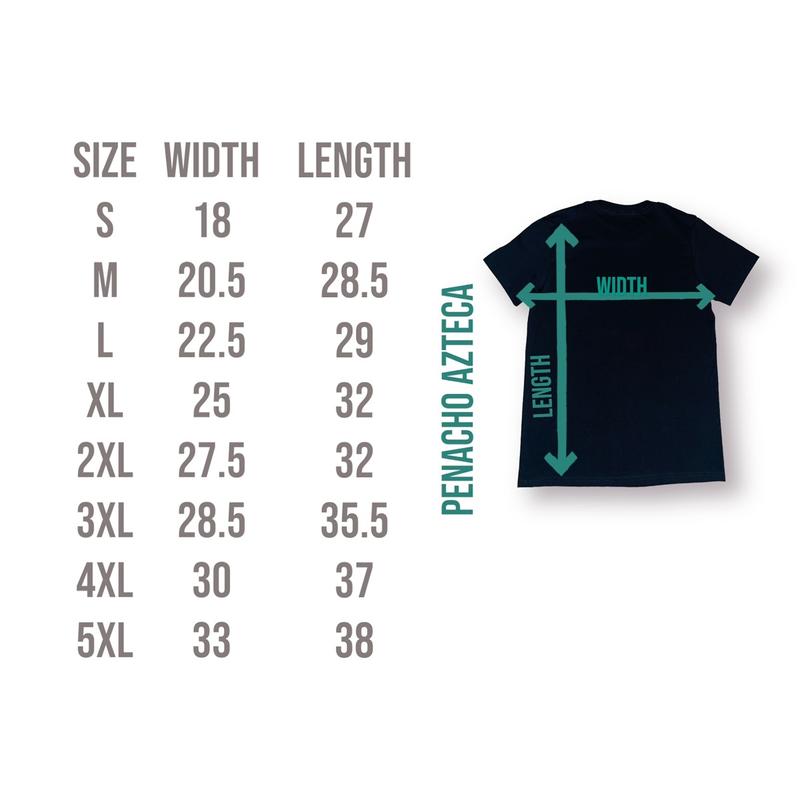 SIZE WIDTH LENGTH
S 18 27
M 20.5 28.5
L 22.5 29
XL 25 32
2XL 27.5 32
3XL 28.5 35.5
4XL 30 37
5XL 33 38
PENACHO AZTECA
WIDTH
LENGTH